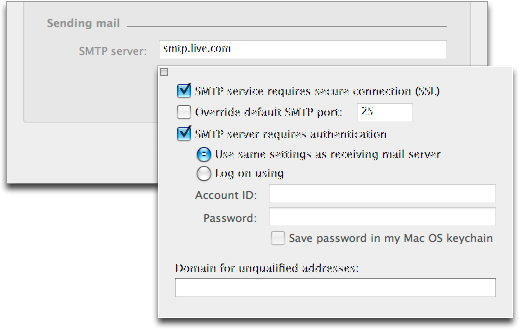 Sending mail
SMTP server: smtp.live.com
SMTP service requires secure connection (SSL)
Override default SMTP port: 25
SMTP server requires authentication
Use same settings as receiving mail server
Log on using
Account ID:
Password:
Save password in my Mac OS keychain
Domain for unqualified addresses: